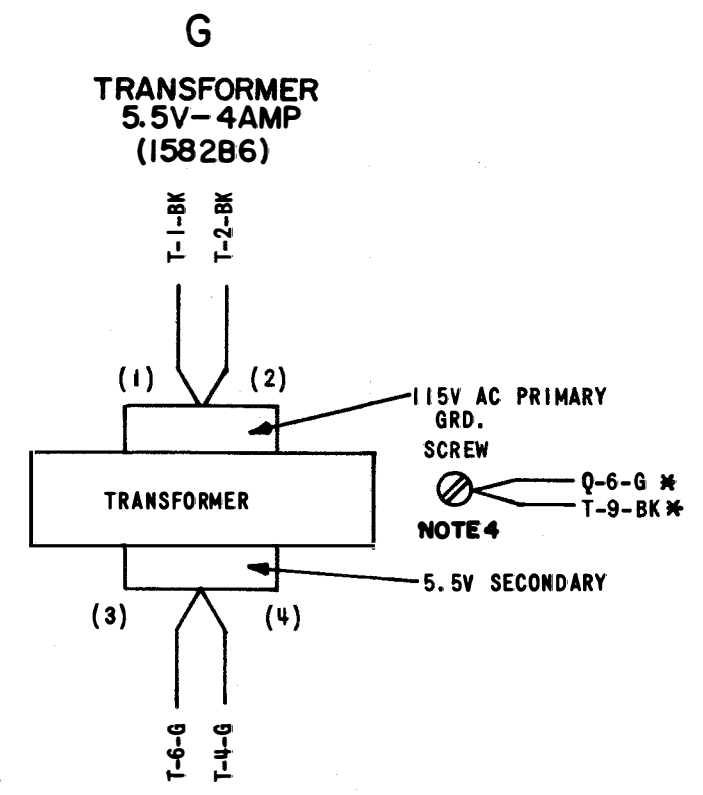 G
TRANSFORMER
5.5V-4AMP
(158286)
T-1-BK
T-2-BK
(1)
(2)
115V AC PRIMARY
GRD.
SCREW
TRANSFORMER
Q-6-G *
T-9-BK *
NOTE 4
5.5V SECONDARY
(3)
(4)
T-6-G
T-4-G